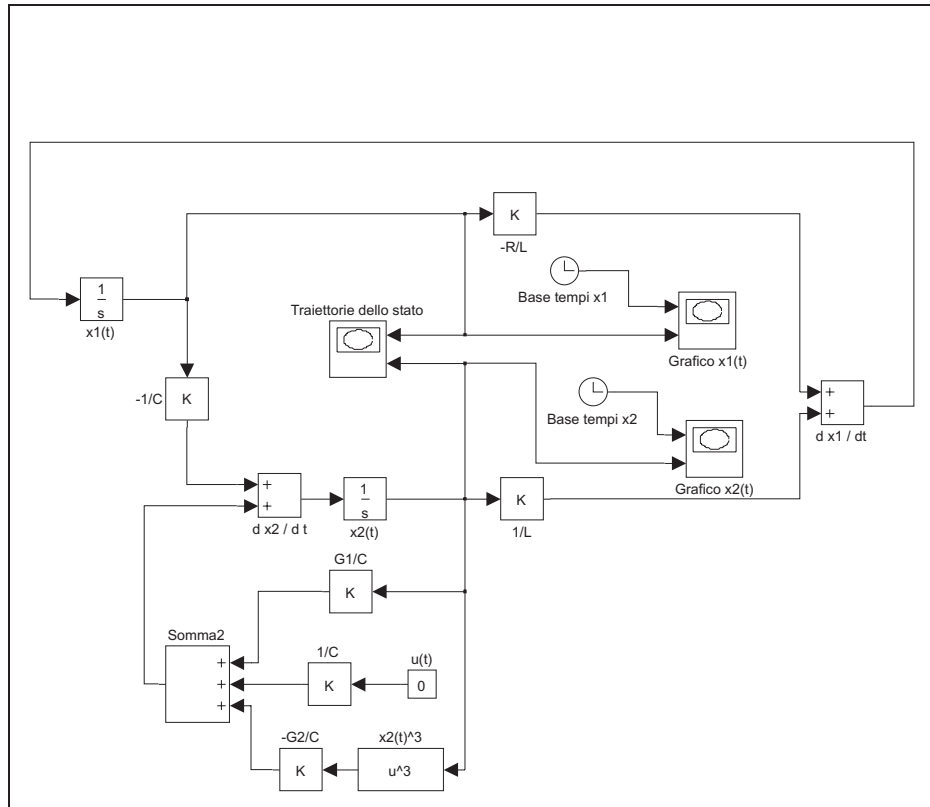 K
-R/L
Base tempi x1
1
s
x1(t)
Traiettorie dello stato
Grafico x1(t)
-1/C
K
Base tempi x2
+
+
d x1 / dt
Grafico x2(t)
+
+
d x2 / d t
1
s
x2(t)
K
1/L
G1/C
K
Somma2
+
+
+
1/C
K
u(t)
0
-G2/C
K
x2(t)^3
u^3